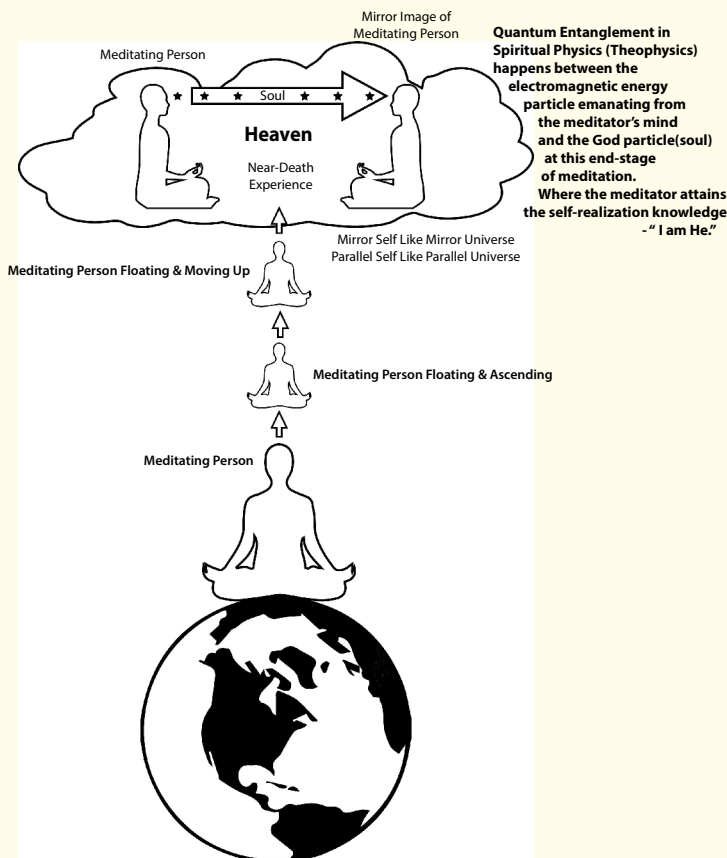 Mirror Image of
Meditating Person
Meditating Person
Soul
Heaven
Near-Death
Experience
Quantum Entanglement in
Spiritual Physics (Theophysics)
happens between the
electromagnetic energy
particle emanating from
the meditator’s mind
and the God particle(soul)
at this end-stage
of meditation.
Where the meditator attains
the self-realization knowledge
- “ I am He.”
Mirror Self Like Mirror Universe
Parallel Self Like Parallel Universe
Meditating Person Floating & Moving Up
Meditating Person Floating & Ascending
Meditating Person